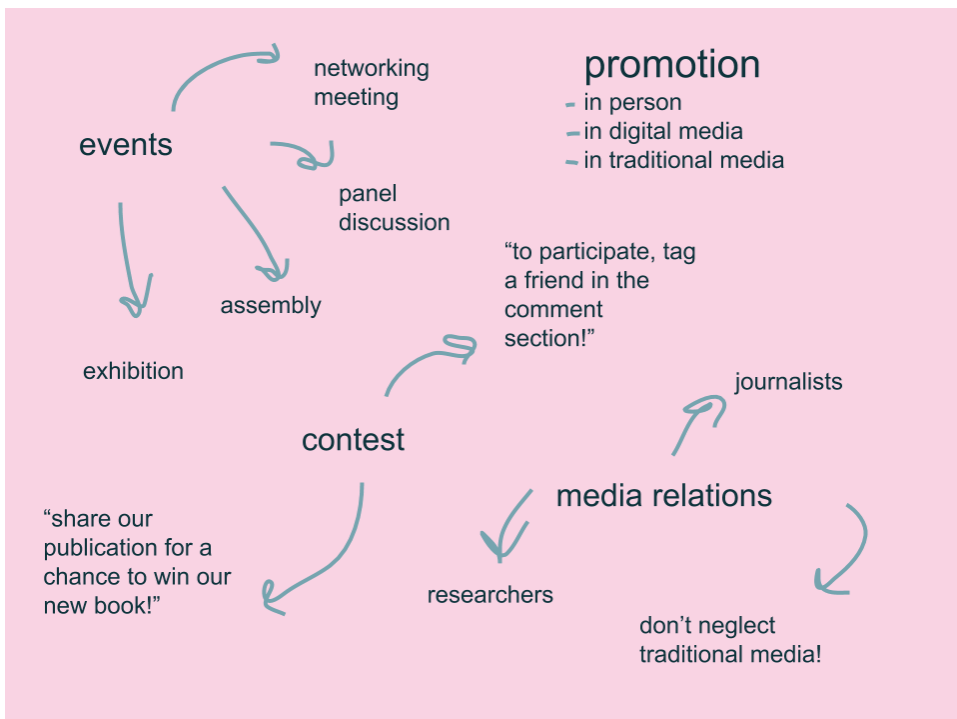 networking
meeting
promotion
in person
in digital media
in traditional media
events
panel
discussion
“to participate, tag
a friend in the
comment
section!”
assembly
exhibition
journalists
contest
media relations
“share our
publication for a
chance to win our
new book!”
researchers
don’t neglect
traditional media!